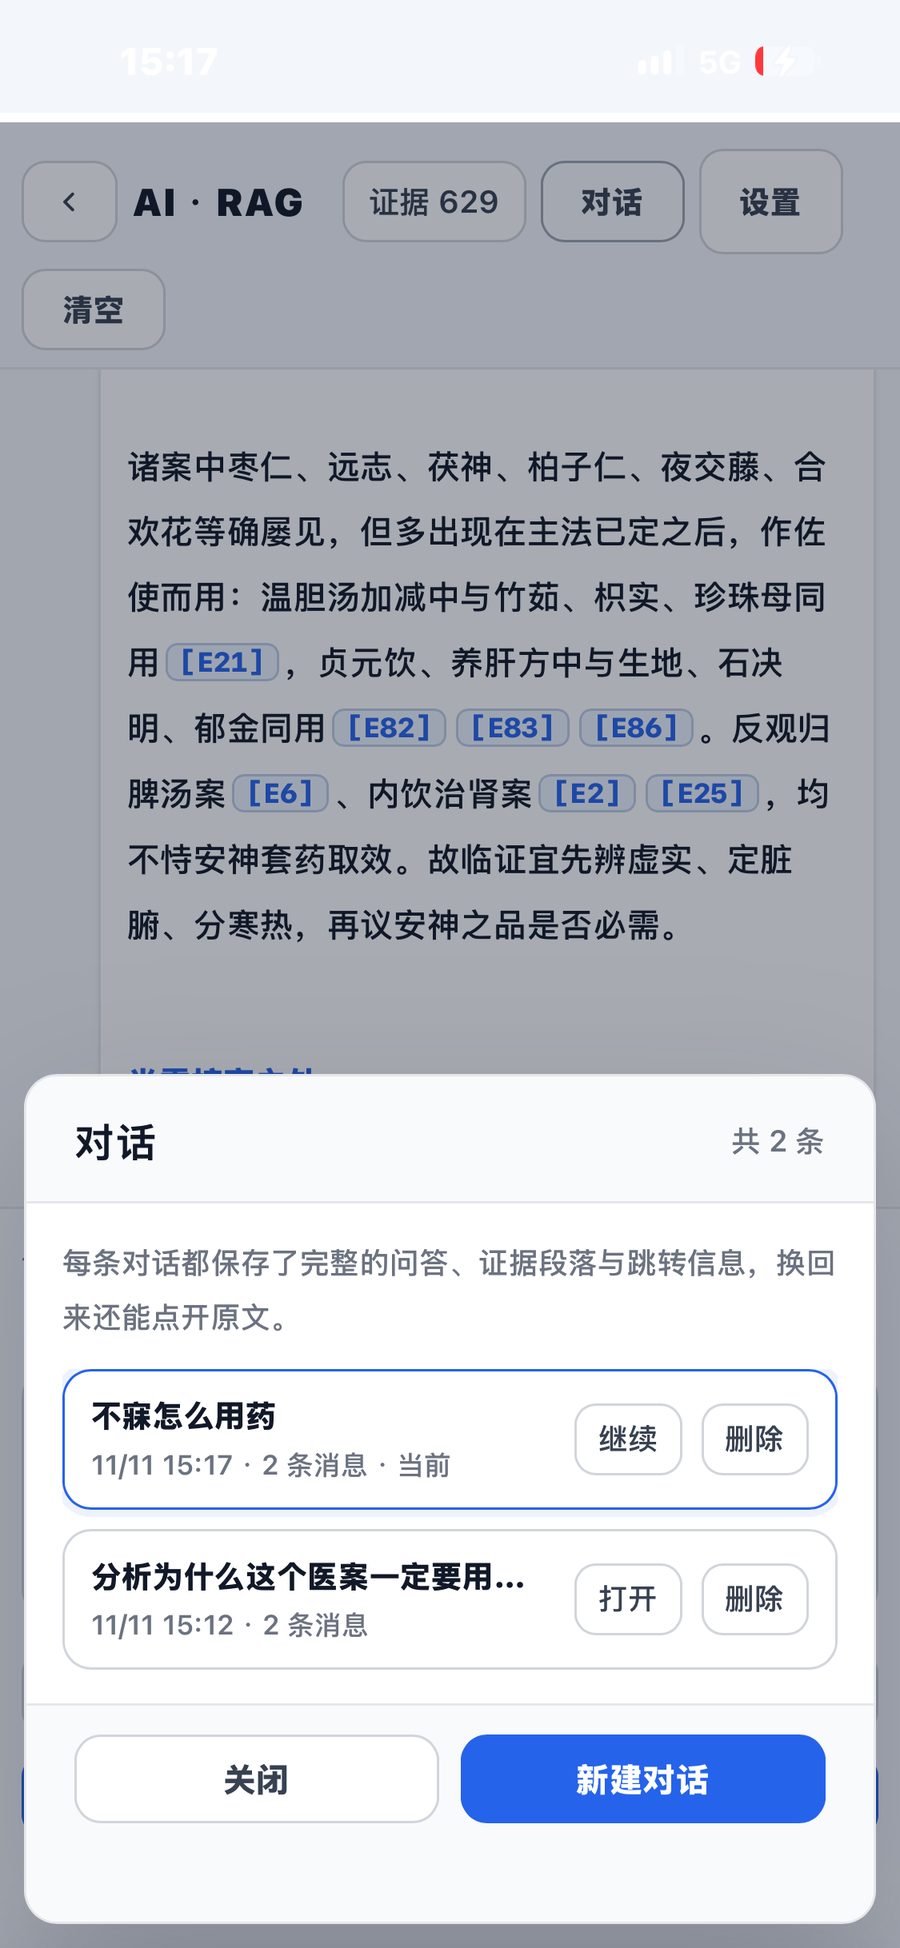 15:17
5G
AI · RAG
证据 629
对话
设置
清空
诸案中枣仁、远志、茯神、柏子仁、夜交藤、合
欢花等确屡见，但多出现在主法已定之后，作佐
使而用：温胆汤加减中与竹茹、枳实、珍珠母同
用 [E21] ，贞元饮、养肝方中与生地、石决
明、郁金同用 [E82] [E83] [E86] 。反观归
脾汤案 [E6] 、内饮治肾案 [E2] [E25] ，均
不恃安神套药取效。故临证宜先辨虚实、定脏
腑、分寒热，再议安神之品是否必需。
对话
共 2 条
每条对话都保存了完整的问答、证据段落与跳转信息，换回
来还能点开原文。
不寐怎么用药
11/11 15:17 · 2 条消息 · 当前
继续
删除
分析为什么这个医案一定要用...
11/11 15:12 · 2 条消息
打开
删除
关闭
新建对话